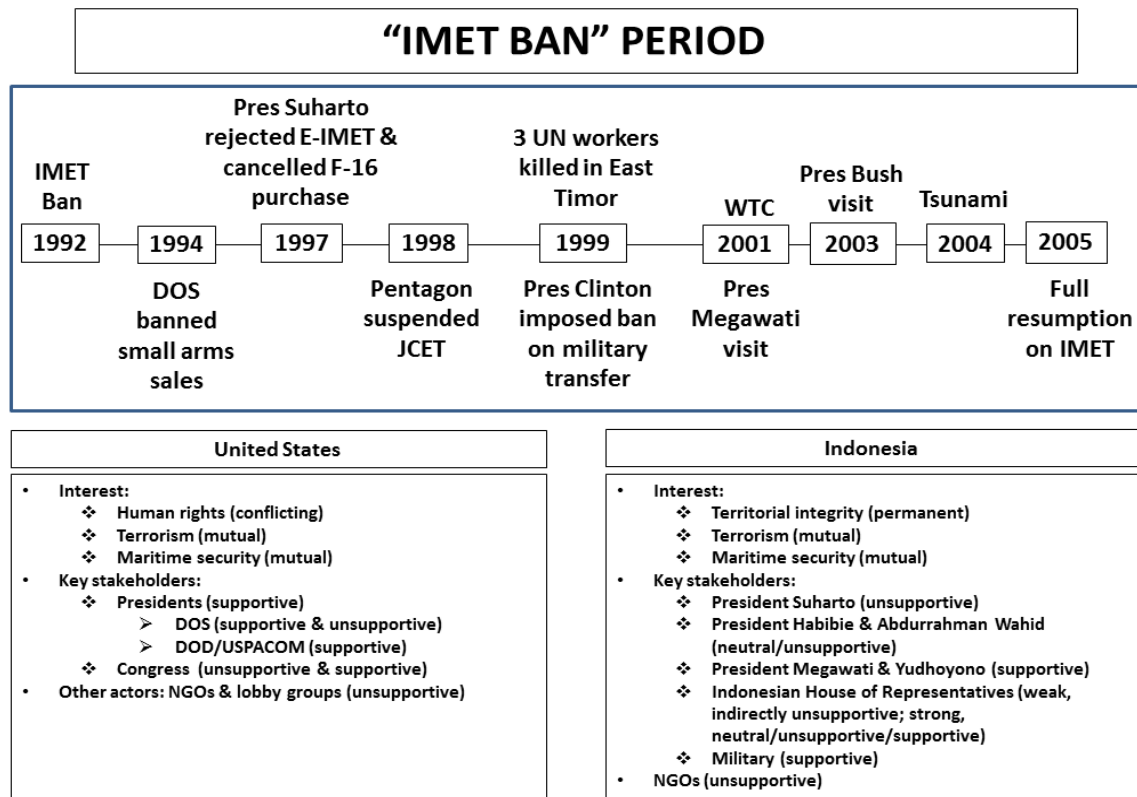 “IMET BAN” PERIOD
IMET
Ban
1992
DOS
banned
small arms
sales
1994
Pres Suharto
rejected E-IMET &
cancelled F-16
purchase
1997
1998
Pentagon
suspended
JCET
3 UN workers
killed in East
Timor
1999
Pres Clinton
imposed ban
on military
transfer
WTC
2001
Pres
Megawati
visit
Pres Bush
visit
2003
Tsunami
2004
2005
Full
resumption
on IMET
United States
• Interest:
❖ Human rights (conflicting)
❖ Terrorism (mutual)
❖ Maritime security (mutual)
• Key stakeholders:
❖ Presidents (supportive)
➢ DOS (supportive & unsupportive)
➢ DOD/USPACOM (supportive)
❖ Congress (unsupportive & supportive)
• Other actors: NGOs & lobby groups (unsupportive)
Indonesia
• Interest:
❖ Territorial integrity (permanent)
❖ Terrorism (mutual)
❖ Maritime security (mutual)
• Key stakeholders:
❖ President Suharto (unsupportive)
❖ President Habibie & Abdurrahman Wahid
(neutral/unsupportive)
❖ President Megawati & Yudhoyono (supportive)
❖ Indonesian House of Representatives (weak,
indirectly unsupportive; strong,
neutral/unsupportive/supportive)
❖ Military (supportive)
• NGOs (unsupportive)